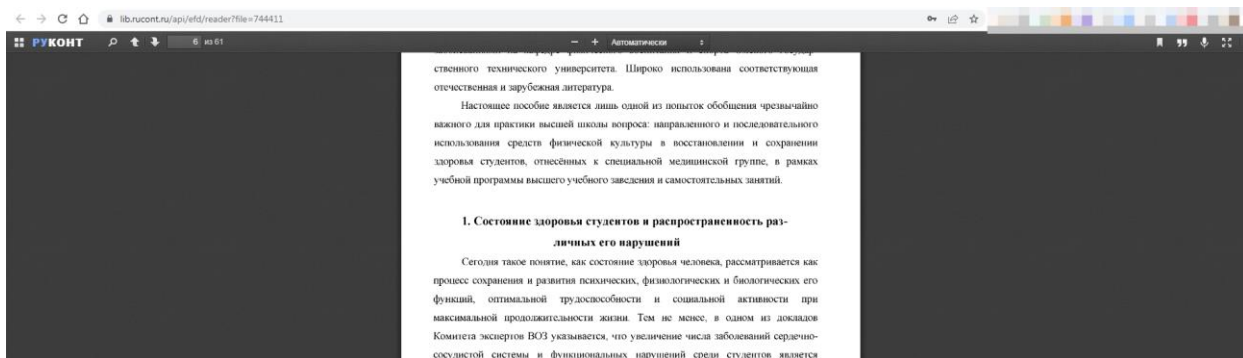 lib.rucont.ru/api/efd/reader?file=744411
РУКОНТ 6 из 61 − + Автоматически
ственного технического университета. Широко использована соответствующая
отечественная и зарубежная литература.
Настоящее пособие является лишь одной из попыток обобщения чрезвычайно
важного для практики высшей школы вопроса: направленного и последовательного
использования средств физической культуры в восстановлении и сохранении
здоровья студентов, отнесённых к специальной медицинской группе, в рамках
учебной программы высшего учебного заведения и самостоятельных занятий.
1. Состояние здоровья студентов и распространенность раз-
личных его нарушений
Сегодня такое понятие, как состояние здоровья человека, рассматривается как
процесс сохранения и развития психических, физиологических и биологических его
функций, оптимальной трудоспособности и социальной активности при
максимальной продолжительности жизни. Тем не менее, в одном из докладов
Комитета экспертов ВОЗ указывается, что увеличение числа заболеваний сердечно-
сосудистой системы и функциональных нарушений среди студентов является